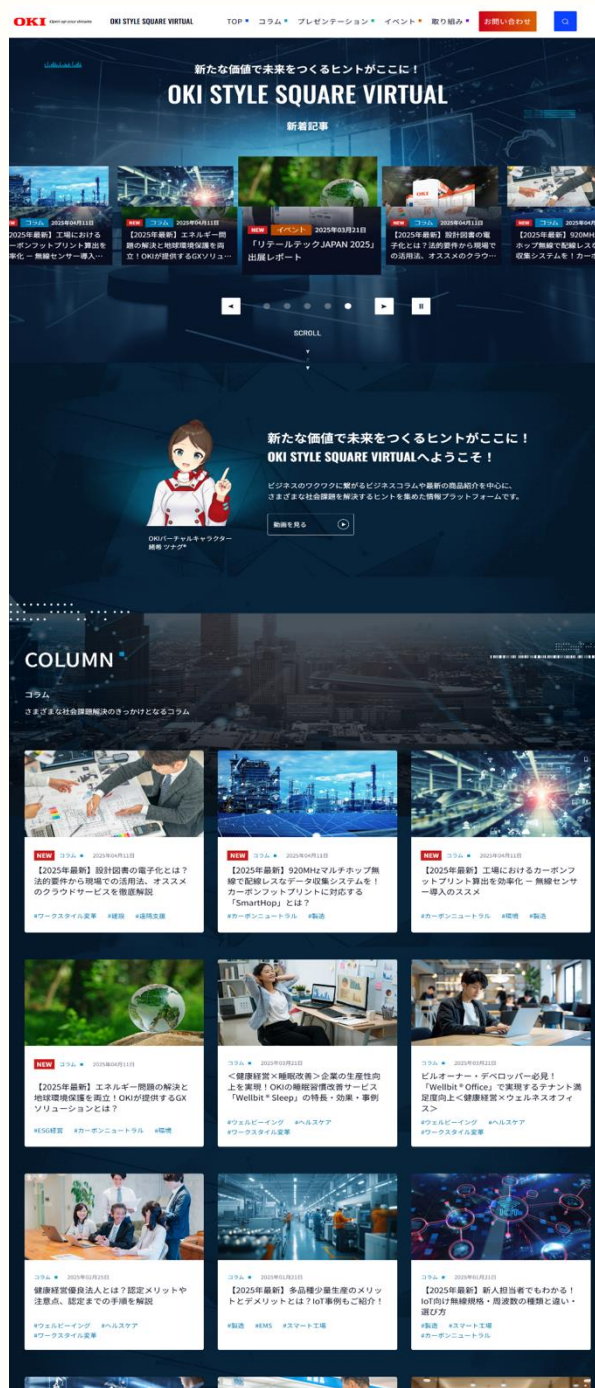 OKI Open up your dreams
OKI STYLE SQUARE VIRTUAL
TOP
コラム
プレゼンテーション
イベント
取り組み
お問い合わせ
新たな価値で未来をつくるヒントがここに！
OKI STYLE SQUARE VIRTUAL
新着記事
NEW コラム 2025年04月11日
【2025年最新】工場における
ーボンフットプリント算出を
率化 ─ 無線センサー導入…
NEW コラム 2025年04月11日
【2025年最新】エネルギー問
題の解決と地球環境保護を両
立！OKIが提供するGXソリュ…
NEW イベント 2025年03月21日
「リテールテックJAPAN 2025」
出展レポート
NEW コラム 2025年04月11日
【2025年最新】設計図書の電
子化とは？法的要件から現場で
の活用法、オススメのクラウ…
NEW コラム 2025年04月
【2025年最新】920MH
ホップ無線で配線レスな
収集システムを！カーボ
SCROLL
新たな価値で未来をつくるヒントがここに！
OKI STYLE SQUARE VIRTUALへようこそ！
ビジネスのワクワクに繋がるビジネスコラムや最新の商品紹介を中心に、
さまざまな社会課題を解決するヒントを集めた情報プラットフォームです。
動画を見る
OKIバーチャルキャラクター
緒希 ツナグ®
COLUMN
コラム
さまざまな社会課題解決のきっかけとなるコラム
NEW コラム 2025年04月11日
【2025年最新】設計図書の電子化とは？
法的要件から現場での活用法、オススメ
のクラウドサービスを徹底解説
#ワークスタイル変革 #建設 #遠隔支援
NEW コラム 2025年04月11日
【2025年最新】920MHzマルチホップ無
線で配線レスなデータ収集システムを！
カーボンフットプリントに対応する
「SmartHop」とは？
#カーボンニュートラル #製造
NEW コラム 2025年04月11日
【2025年最新】工場におけるカーボンフ
ットプリント算出を効率化 ─ 無線センサ
ー導入のススメ
#カーボンニュートラル #環境 #製造
NEW コラム 2025年04月11日
【2025年最新】エネルギー問題の解決と
地球環境保護を両立！OKIが提供するGX
ソリューションとは？
#ESG経営 #カーボンニュートラル #環境
コラム 2025年03月21日
＜健康経営×睡眠改善＞企業の生産性向
上を実現！OKIの睡眠習慣改善サービス
「Wellbit® Sleep」の特長・効果・事例
#ウェルビーイング #ヘルスケア
#ワークスタイル変革
コラム 2025年03月21日
ビルオーナー・デベロッパー必見！
「Wellbit® Office」で実現するテナント満
足度向上＜健康経営×ウェルネスオフィ
ス＞
#ウェルビーイング #ヘルスケア
#ワークスタイル変革
コラム 2025年02月25日
健康経営優良法人とは？認定メリットや
注意点、認定までの手順を解説
#ウェルビーイング #ヘルスケア
#ワークスタイル変革
コラム 2025年01月21日
【2025年最新】多品種少量生産のメリッ
トとデメリットとは？IoT事例もご紹介！
#製造 #EMS #スマート工場
コラム 2025年01月21日
【2025年最新】新人担当者でもわかる！
IoT向け無線規格・周波数の種類と違い・
選び方
#製造 #スマート工場
#カーボンニュートラル